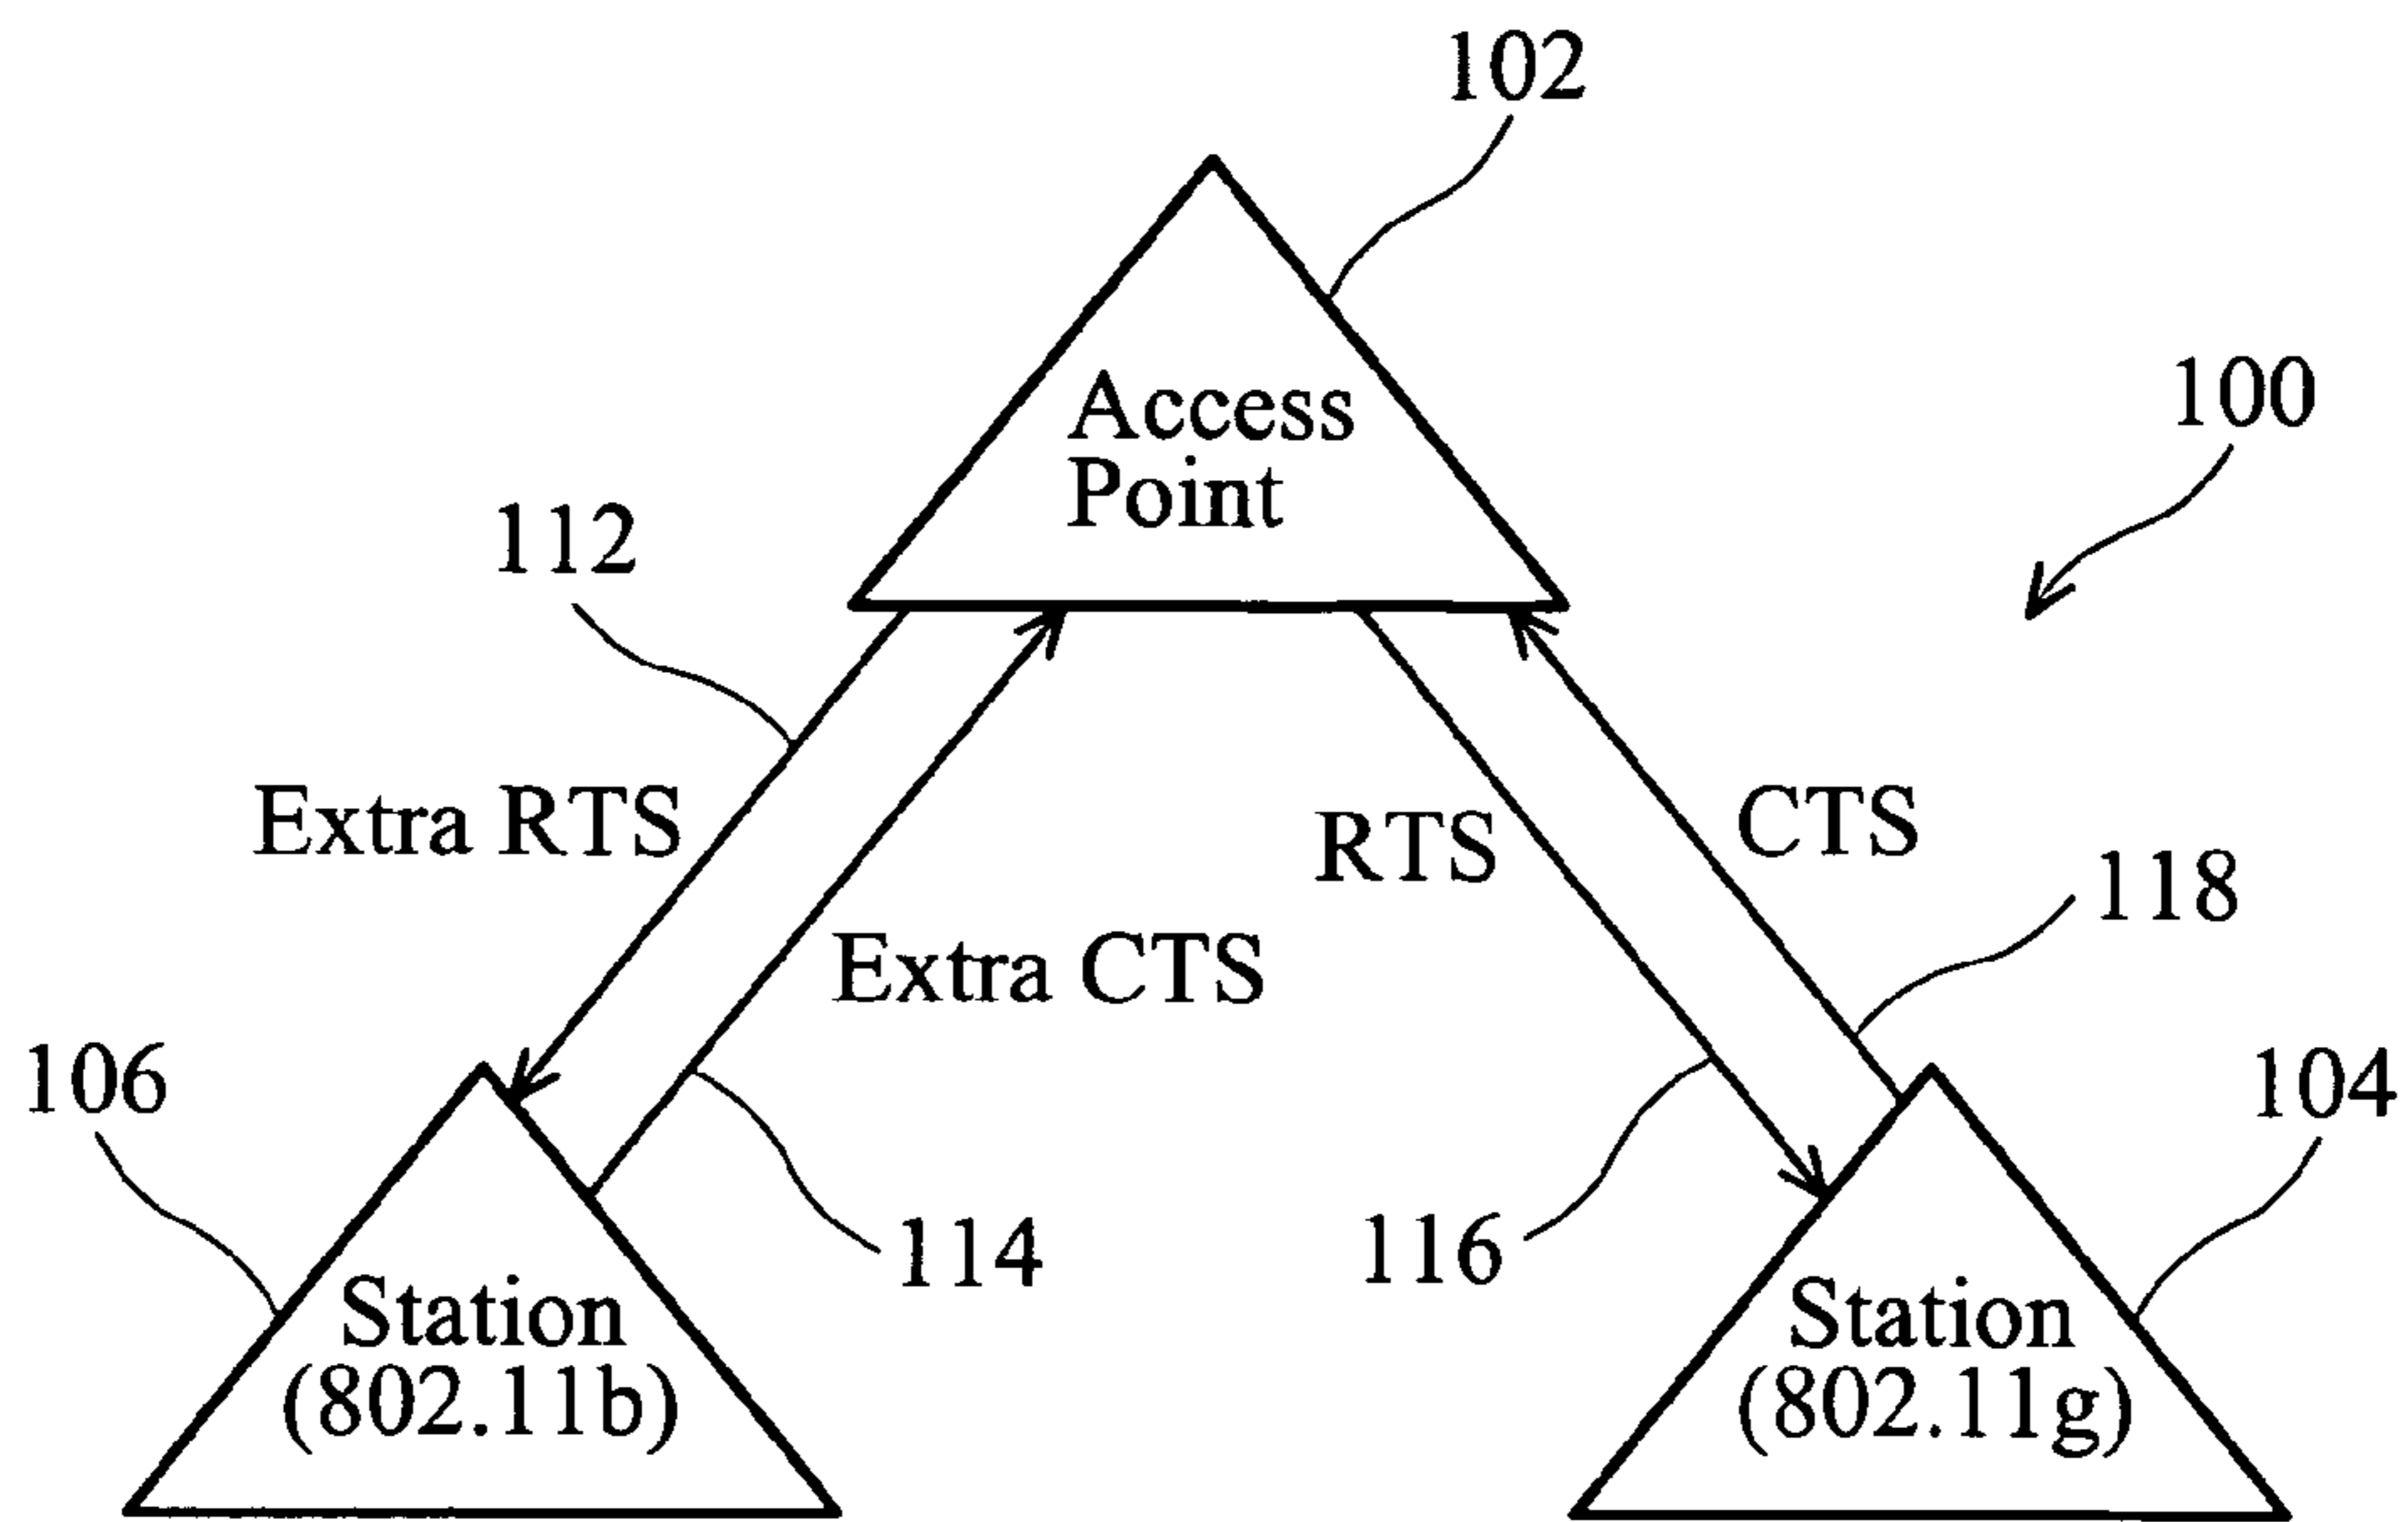 102
Access
Point
100
112
Extra RTS
RTS
CTS
118
Extra CTS
106
104
114
116
Station
(802.11b)
Station
(802.11g)